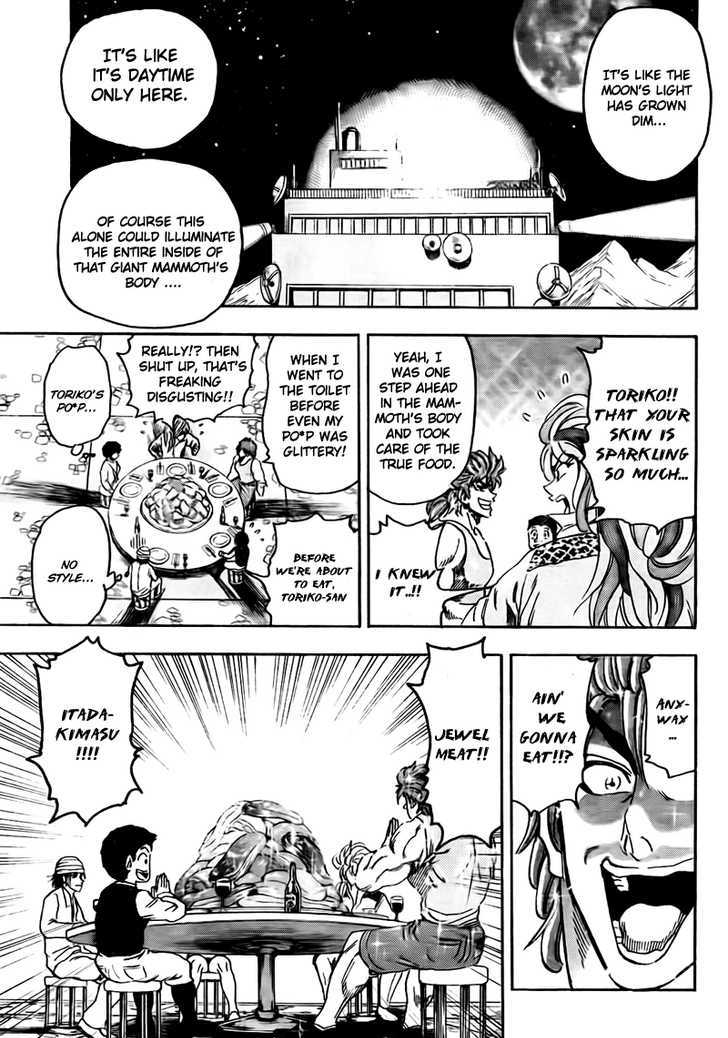 IT'S LIKE THE
MOON'S LIGHT
HAS GROWN
DIM...
IT'S LIKE
IT'S DAYTIME
ONLY HERE.
OF COURSE THIS
ALONE COULD ILLUMINATE
THE ENTIRE INSIDE OF
THAT GIANT MAMMOTH'S
BODY ....
TORIKO!!
THAT YOUR
SKIN IS
SPARKLING
SO MUCH...
YEAH, I
WAS ONE
STEP AHEAD
IN THE MAM-
MOTH'S BODY
AND TOOK
CARE OF THE
TRUE FOOD.
I KNEW
IT..!!
WHEN I
WENT TO
THE TOILET
BEFORE
EVEN MY
PO*P WAS
GLITTERY!
REALLY!? THEN
SHUT UP, THAT'S
FREAKING
DISGUSTING!!
TORIKO'S
PO*P...
BEFORE
WE'RE ABOUT
TO EAT,
TORIKO-SAN
NO
STYLE...
ANY-
WAY
...
AIN'
WE
GONNA
EAT!!?
JEWEL
MEAT!!
ITADA-
KIMASU
!!!!